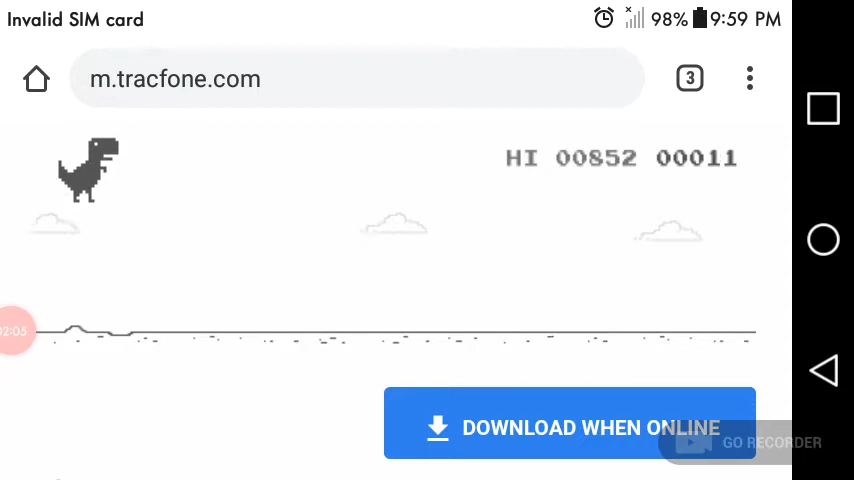 Invalid SIM card 98% 9:59 PM
m.tracfone.com 3
HI 00852 00011
02:05
DOWNLOAD WHEN ONLINE
GO RECORDER